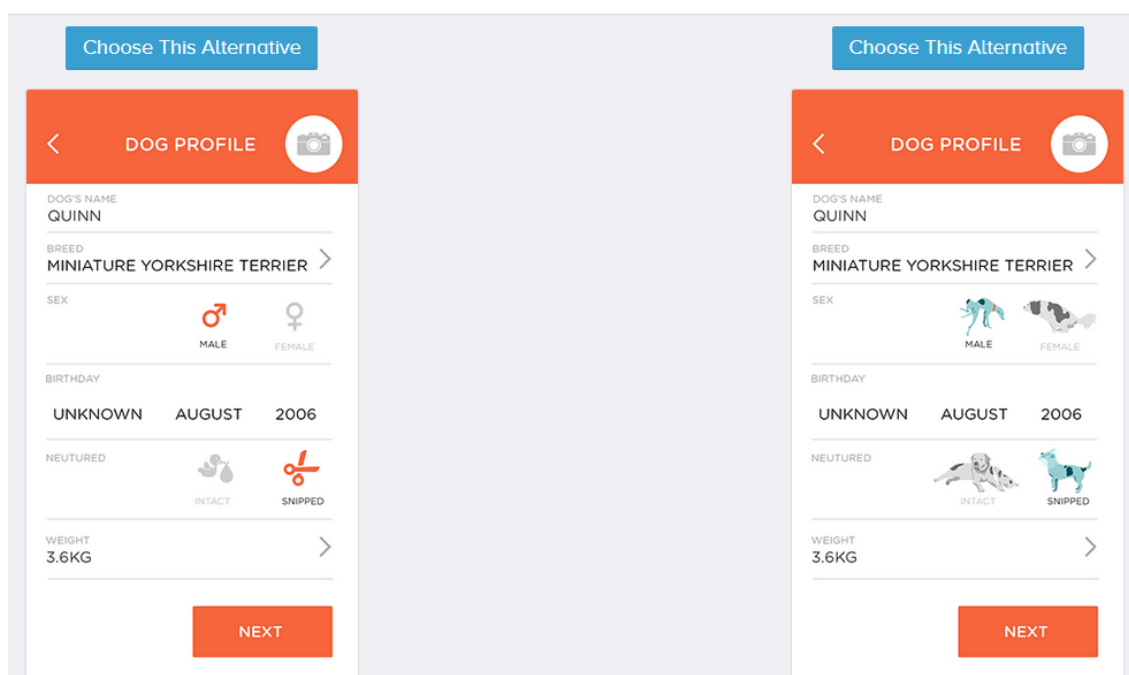 Choose This Alternative
DOG PROFILE
DOG'S NAME
QUINN
BREED
MINIATURE YORKSHIRE TERRIER
SEX
MALE FEMALE
BIRTHDAY
UNKNOWN AUGUST 2006
NEUTURED
INTACT SNIPPED
WEIGHT
3.6KG
NEXT
Choose This Alternative
DOG PROFILE
DOG'S NAME
QUINN
BREED
MINIATURE YORKSHIRE TERRIER
SEX
MALE FEMALE
BIRTHDAY
UNKNOWN AUGUST 2006
NEUTURED
INTACT SNIPPED
WEIGHT
3.6KG
NEXT